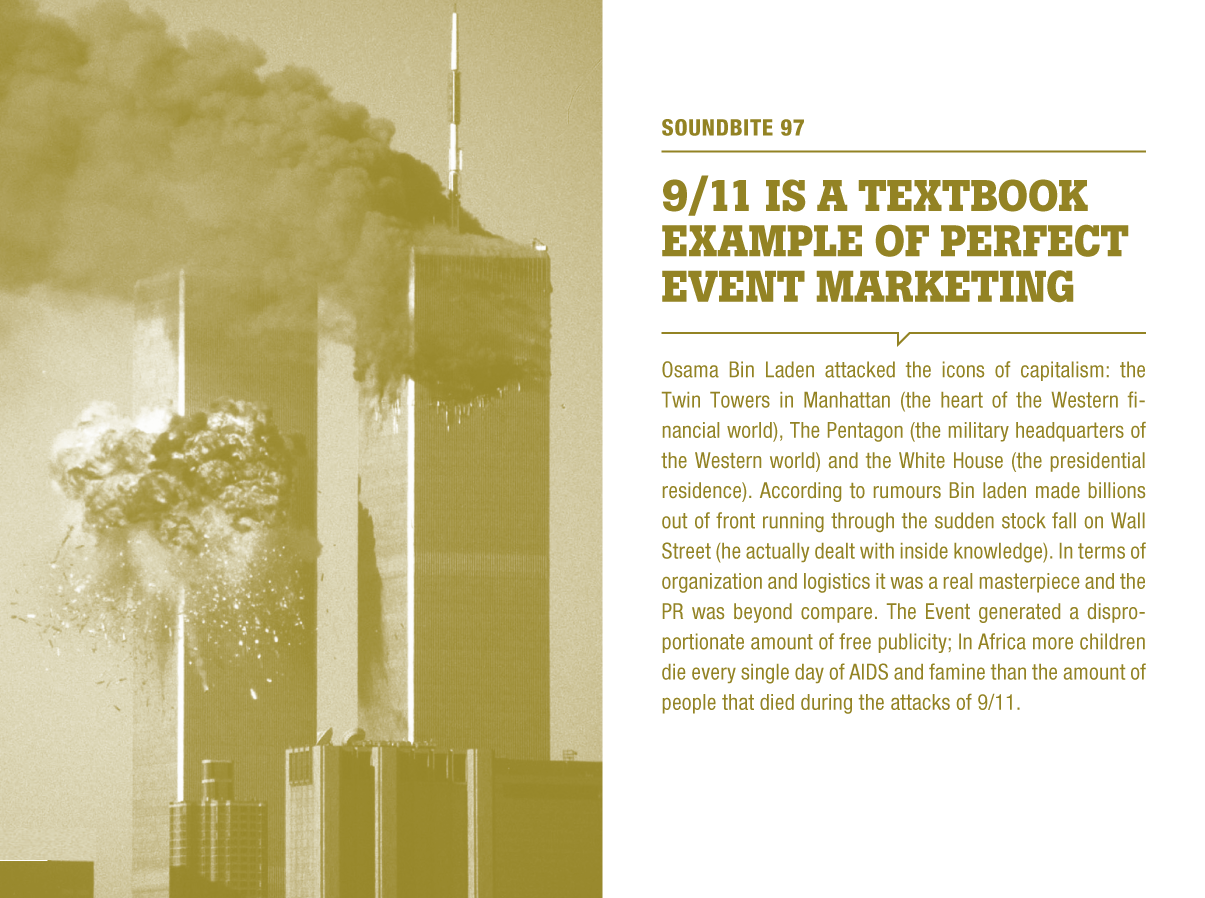 SOUNDBITE 97
9/11 IS A TEXTBOOK
EXAMPLE OF PERFECT
EVENT MARKETING
Osama Bin Laden attacked the icons of capitalism: the
Twin Towers in Manhattan (the heart of the Western fi-
nancial world), The Pentagon (the military headquarters of
the Western world) and the White House (the presidential
residence). According to rumours Bin laden made billions
out of front running through the sudden stock fall on Wall
Street (he actually dealt with inside knowledge). In terms of
organization and logistics it was a real masterpiece and the
PR was beyond compare. The Event generated a dispro-
portionate amount of free publicity; In Africa more children
die every single day of AIDS and famine than the amount of
people that died during the attacks of 9/11.